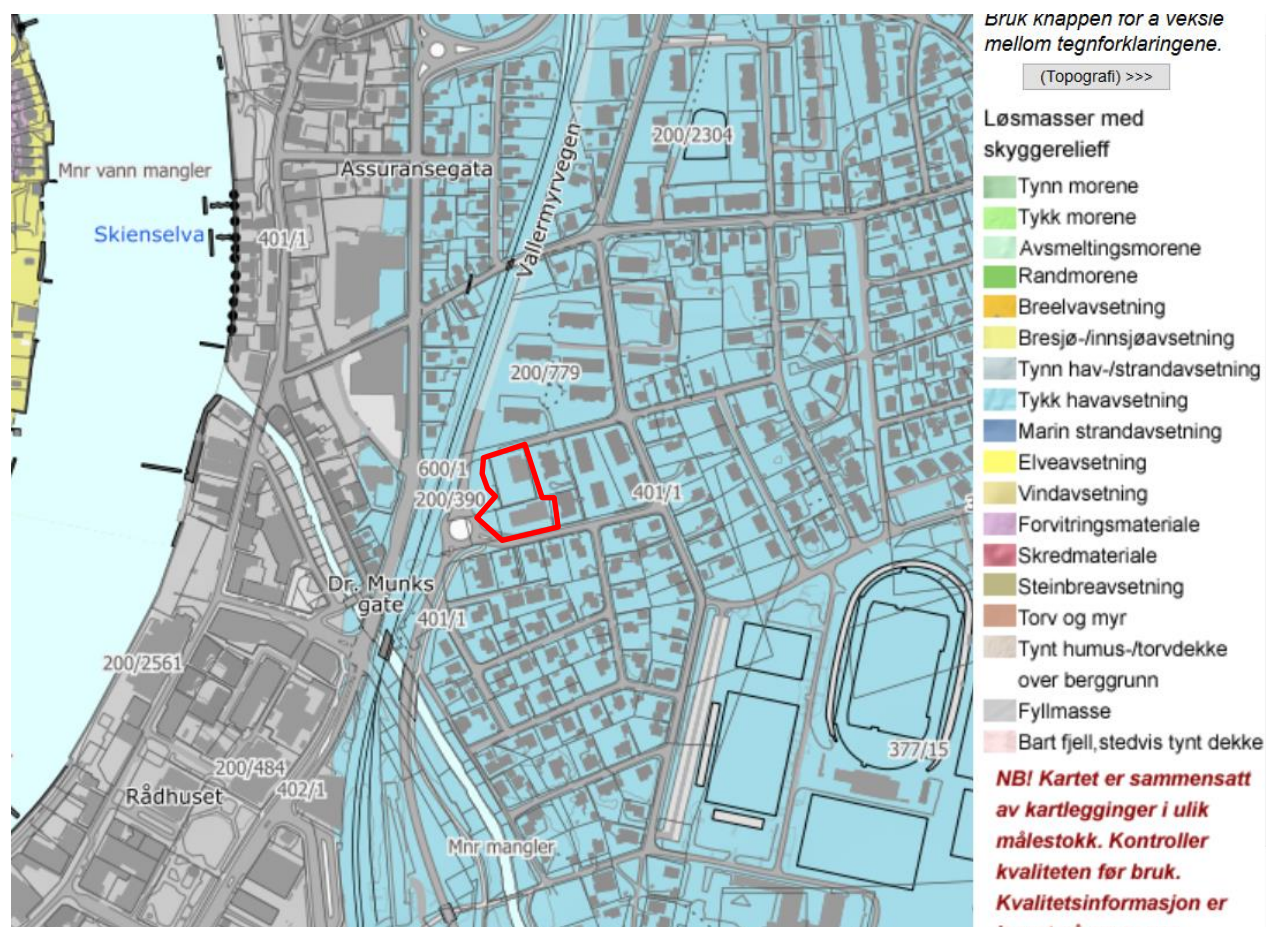 Bruk knappen for å veksle
mellom tegnforklaringene.
(Topografi) >>>
Løsmasser med
skyggerelieff
Tynn morene
Tykk morene
Avsmeltingsmorene
Randmorene
Breelvavsetning
Bresjø-/innsjøavsetning
Tynn hav-/strandavsetning
Tykk havavsetning
Marin strandavsetning
Elveavsetning
Vindavsetning
Forvitringsmateriale
Skredmateriale
Steinbreavsetning
Torv og myr
Tynt humus-/torvdekke
over berggrunn
Fyllmasse
Bart fjell,stedvis tynt dekke
NB! Kartet er sammensatt
av kartlegginger i ulik
målestokk. Kontroller
kvaliteten før bruk.
Kvalitetsinformasjon er
200/2304
Vallermyrvegen
Assuransegata
Mnr vann mangler
Skienselva
401/1
200/779
600/1
200/390
401/1
Dr. Munks
gate
401/1
200/2561
377/15
200/484
402/1
Rådhuset
Mnr mangler